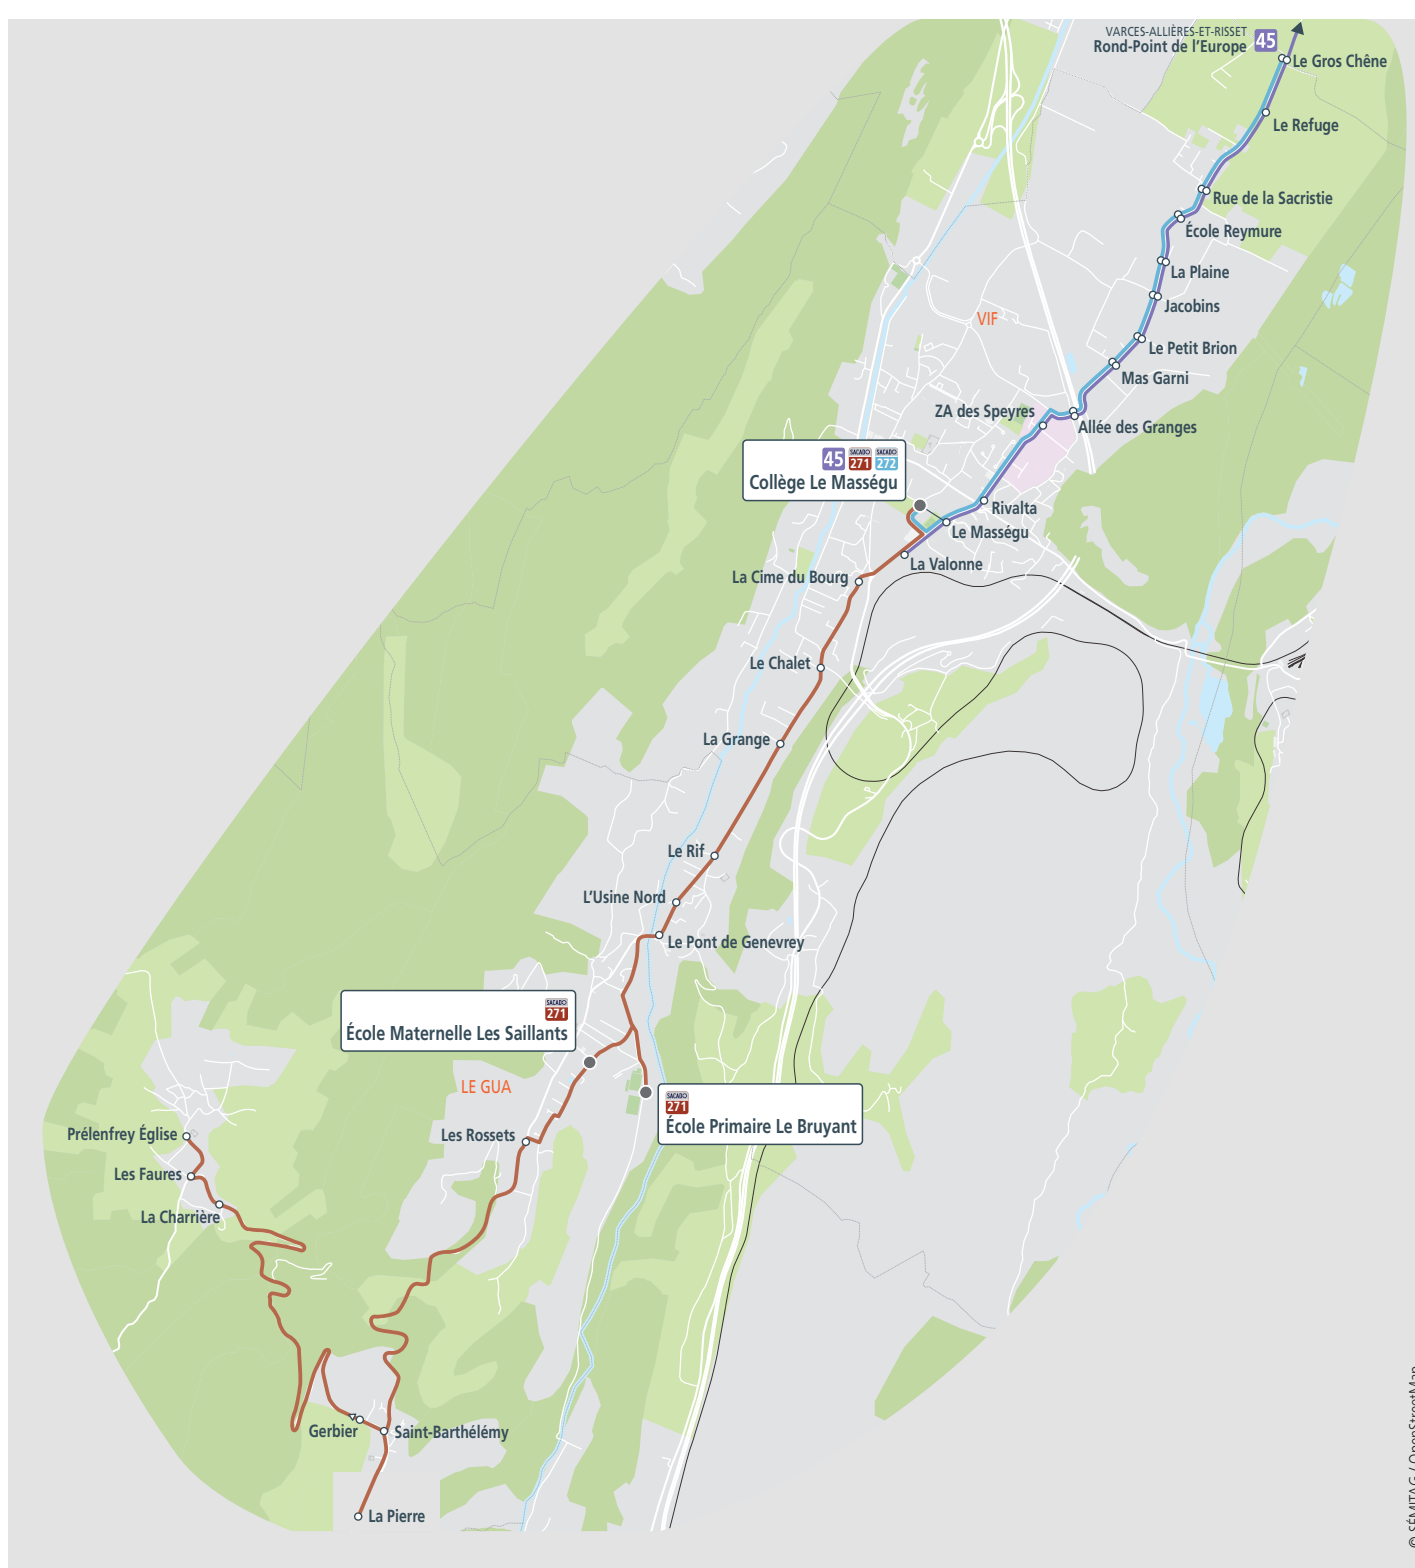 VARCES-ALLIÈRES-ET-RISSET
Rond-Point de l'Europe
45
Le Gros Chêne
Le Refuge
Rue de la Sacristie
École Reymure
La Plaine
Jacobins
VIF
Le Petit Brion
Mas Garni
ZA des Speyres
Allée des Granges
45 SACADO 271 SACADO 272
Collège Le Masségu
Rivalta
Le Masségu
La Valonne
La Cime du Bourg
Le Chalet
La Grange
Le Rif
L'Usine Nord
Le Pont de Genevrey
SACADO
271
École Maternelle Les Saillants
LE GUA
SACADO
271
École Primaire Le Bruyant
Les Rossets
Prélenfrey Église
Les Faures
La Charrière
Gerbier
Saint-Barthélémy
La Pierre
© SÉMITAG / OpenStreetMap